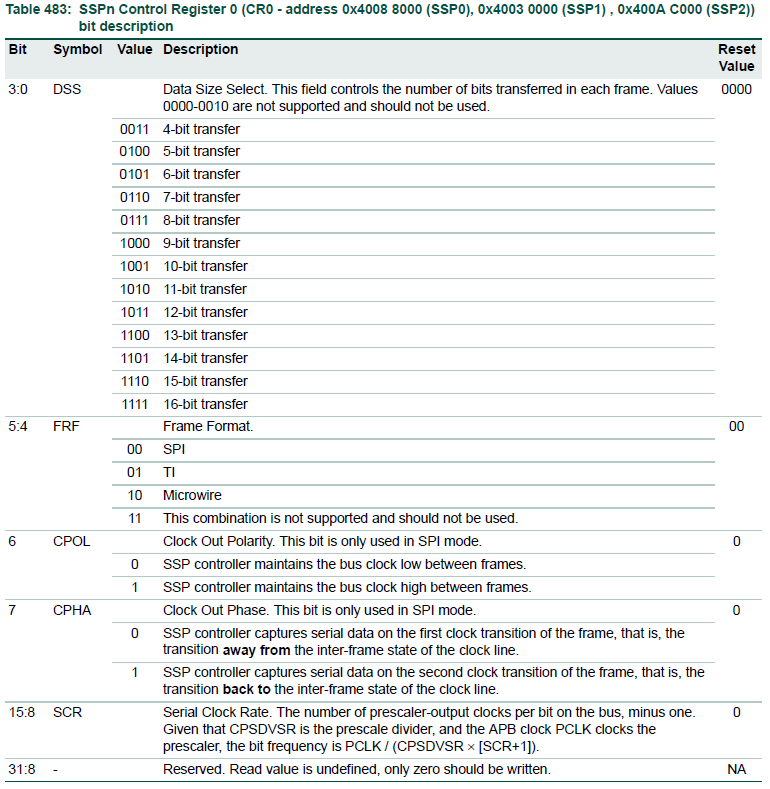 Table 483: SSPn Control Register 0 (CR0 - address 0x4008 8000 (SSP0), 0x4003 0000 (SSP1) , 0x400A C000 (SSP2))
bit description
Bit Symbol Value Description Reset
Value
3:0 DSS Data Size Select. This field controls the number of bits transferred in each frame. Values 0000
0000-0010 are not supported and should not be used.
0011 4-bit transfer
0100 5-bit transfer
0101 6-bit transfer
0110 7-bit transfer
0111 8-bit transfer
1000 9-bit transfer
1001 10-bit transfer
1010 11-bit transfer
1011 12-bit transfer
1100 13-bit transfer
1101 14-bit transfer
1110 15-bit transfer
1111 16-bit transfer
5:4 FRF Frame Format. 00
00 SPI
01 TI
10 Microwire
11 This combination is not supported and should not be used.
6 CPOL Clock Out Polarity. This bit is only used in SPI mode. 0
0 SSP controller maintains the bus clock low between frames.
1 SSP controller maintains the bus clock high between frames.
7 CPHA Clock Out Phase. This bit is only used in SPI mode. 0
0 SSP controller captures serial data on the first clock transition of the frame, that is, the
transition away from the inter-frame state of the clock line.
1 SSP controller captures serial data on the second clock transition of the frame, that is, the
transition back to the inter-frame state of the clock line.
15:8 SCR Serial Clock Rate. The number of prescaler-output clocks per bit on the bus, minus one. 0
Given that CPSDVSR is the prescale divider, and the APB clock PCLK clocks the
prescaler, the bit frequency is PCLK / (CPSDVSR × [SCR+1]).
31:8 - Reserved. Read value is undefined, only zero should be written. NA